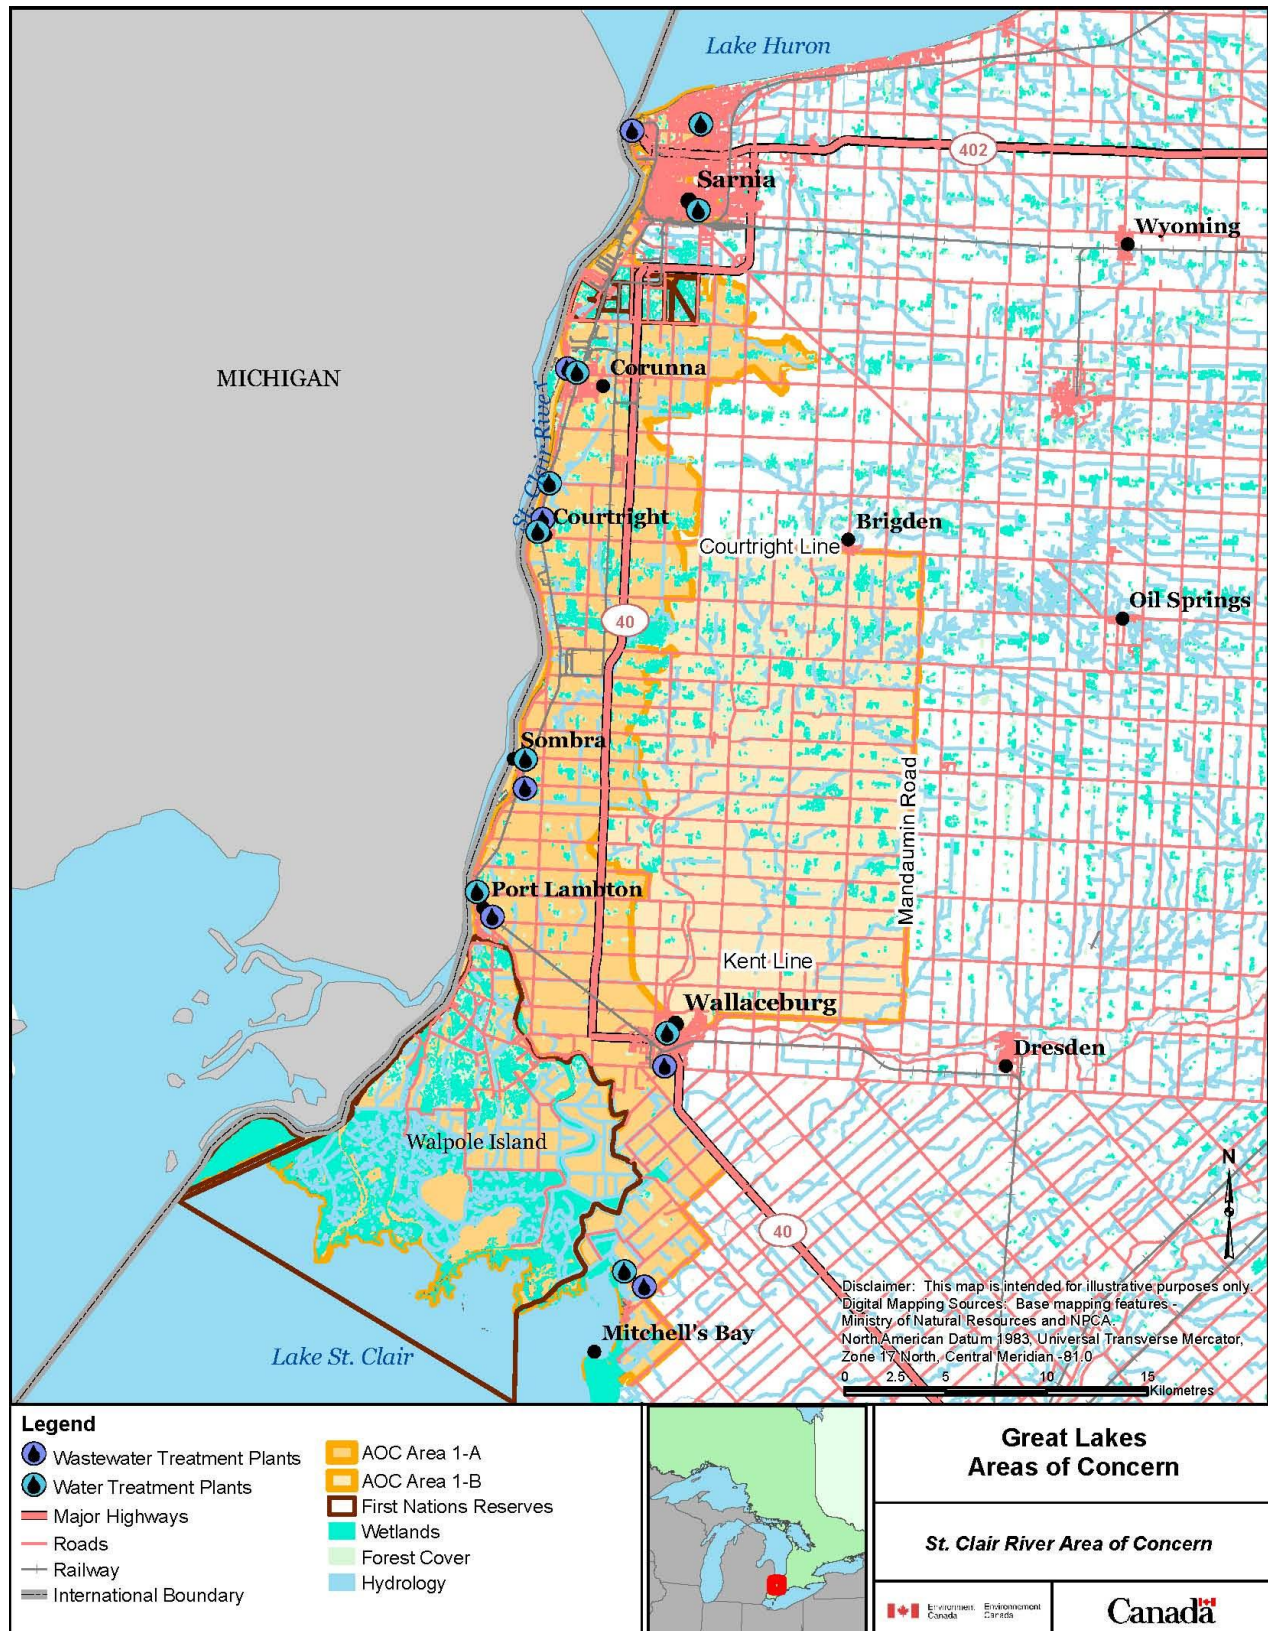 Lake Huron
402
Sarnia
Wyoming
MICHIGAN
Corunna
St. Clair River
Courtright
Brigden
Courtright Line
Oil Springs
40
Sombra
Mandaumin Road
Port Lambton
Kent Line
Wallaceburg
Dresden
Walpole Island
N
40
Disclaimer: This map is intended for illustrative purposes only.
Digital Mapping Sources: Base mapping features -
Ministry of Natural Resources and NPCA.
North American Datum 1983, Universal Transverse Mercator,
Zone 17 North, Central Meridian -81.0
Mitchell's Bay
Lake St. Clair
0 2.5 5 10 15
Kilometres
Legend
Wastewater Treatment Plants
Water Treatment Plants
Major Highways
Roads
Railway
International Boundary
AOC Area 1-A
AOC Area 1-B
First Nations Reserves
Wetlands
Forest Cover
Hydrology
Great Lakes
Areas of Concern
St. Clair River Area of Concern
Environment Environnement
Canada Canada
Canada